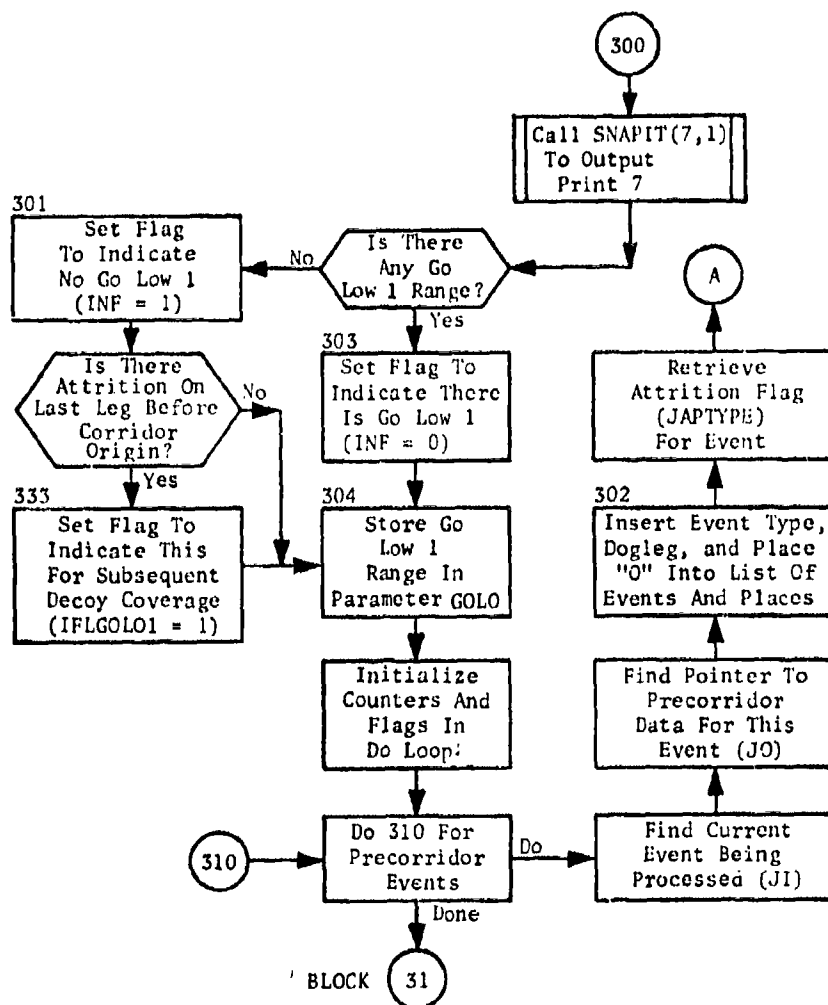 300
Call SNAPIT(7,1)
To Output
Print 7
Is There
Any Go
Low 1 Range?
No
Yes
301
Set Flag
To Indicate
No Go Low 1
(INF = 1)
Is There
Attrition On
Last Leg Before
Corridor
Origin?
No
Yes
333
Set Flag To
Indicate This
For Subsequent
Decoy Coverage
(IFLGOLO1 = 1)
303
Set Flag To
Indicate There
Is Go Low 1
(INF = 0)
304
Store Go
Low 1
Range In
Parameter GOLO
Initialize
Counters And
Flags In
Do Loop
310
Do 310 For
Precorridor
Events
Do
Done
BLOCK 31
Find Current
Event Being
Processed (JI)
Find Pointer To
Precorridor
Data For This
Event (JO)
302
Insert Event Type,
Dogleg, and Place
"0" Into List Of
Events And Places
Retrieve
Attrition Flag
(JAPTYPE)
For Event
A